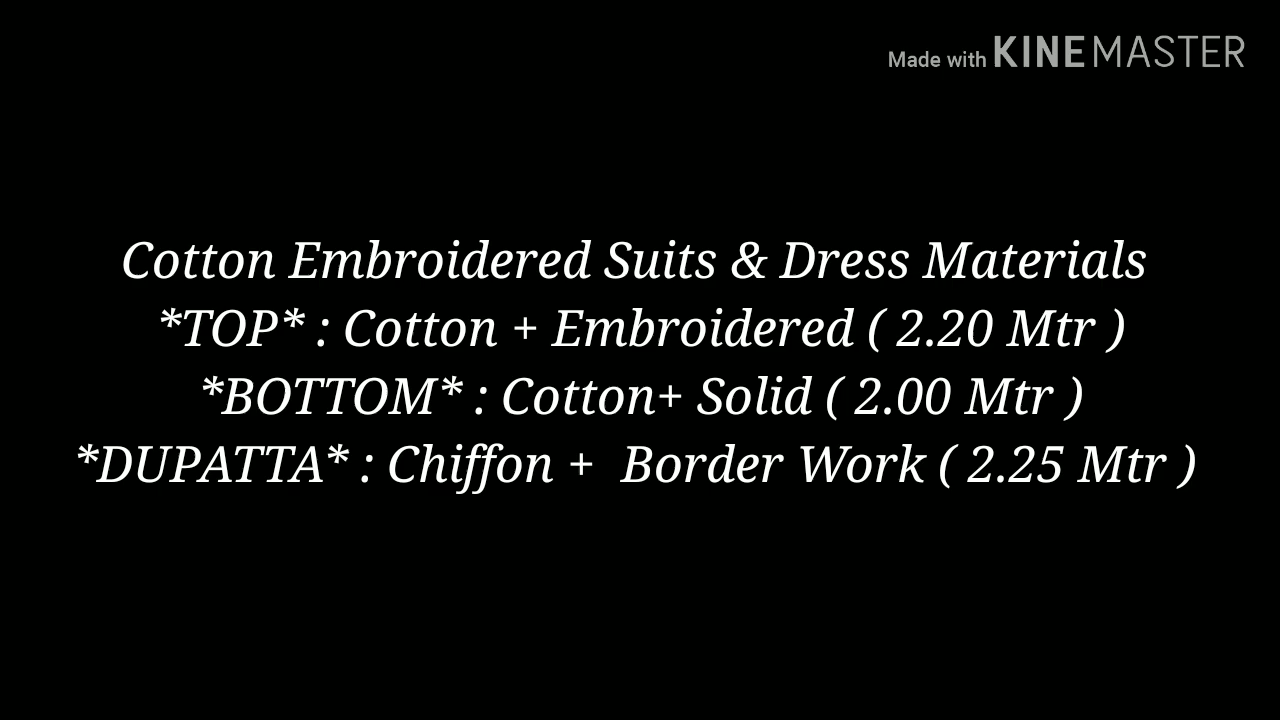 Made with KINEMASTER
Cotton Embroidered Suits & Dress Materials
*TOP* : Cotton + Embroidered ( 2.20 Mtr )
*BOTTOM* : Cotton+ Solid ( 2.00 Mtr )
*DUPATTA* : Chiffon +  Border Work ( 2.25 Mtr )